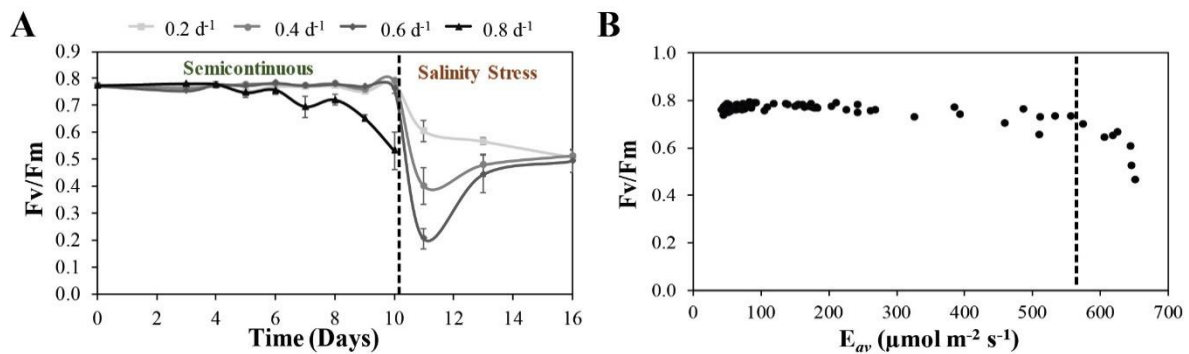 A
0.2 d⁻¹ 0.4 d⁻¹ 0.6 d⁻¹ 0.8 d⁻¹
Semicontinuous
Salinity Stress
Fv/Fm
0.9
0.8
0.7
0.6
0.5
0.4
0.3
0.2
0.1
0.0
0 2 4 6 8 10 12 14 16
Time (Days)
B
Fv/Fm
1.0
0.8
0.6
0.4
0.2
0.0
0 100 200 300 400 500 600 700
Eav (µmol m⁻² s⁻¹)